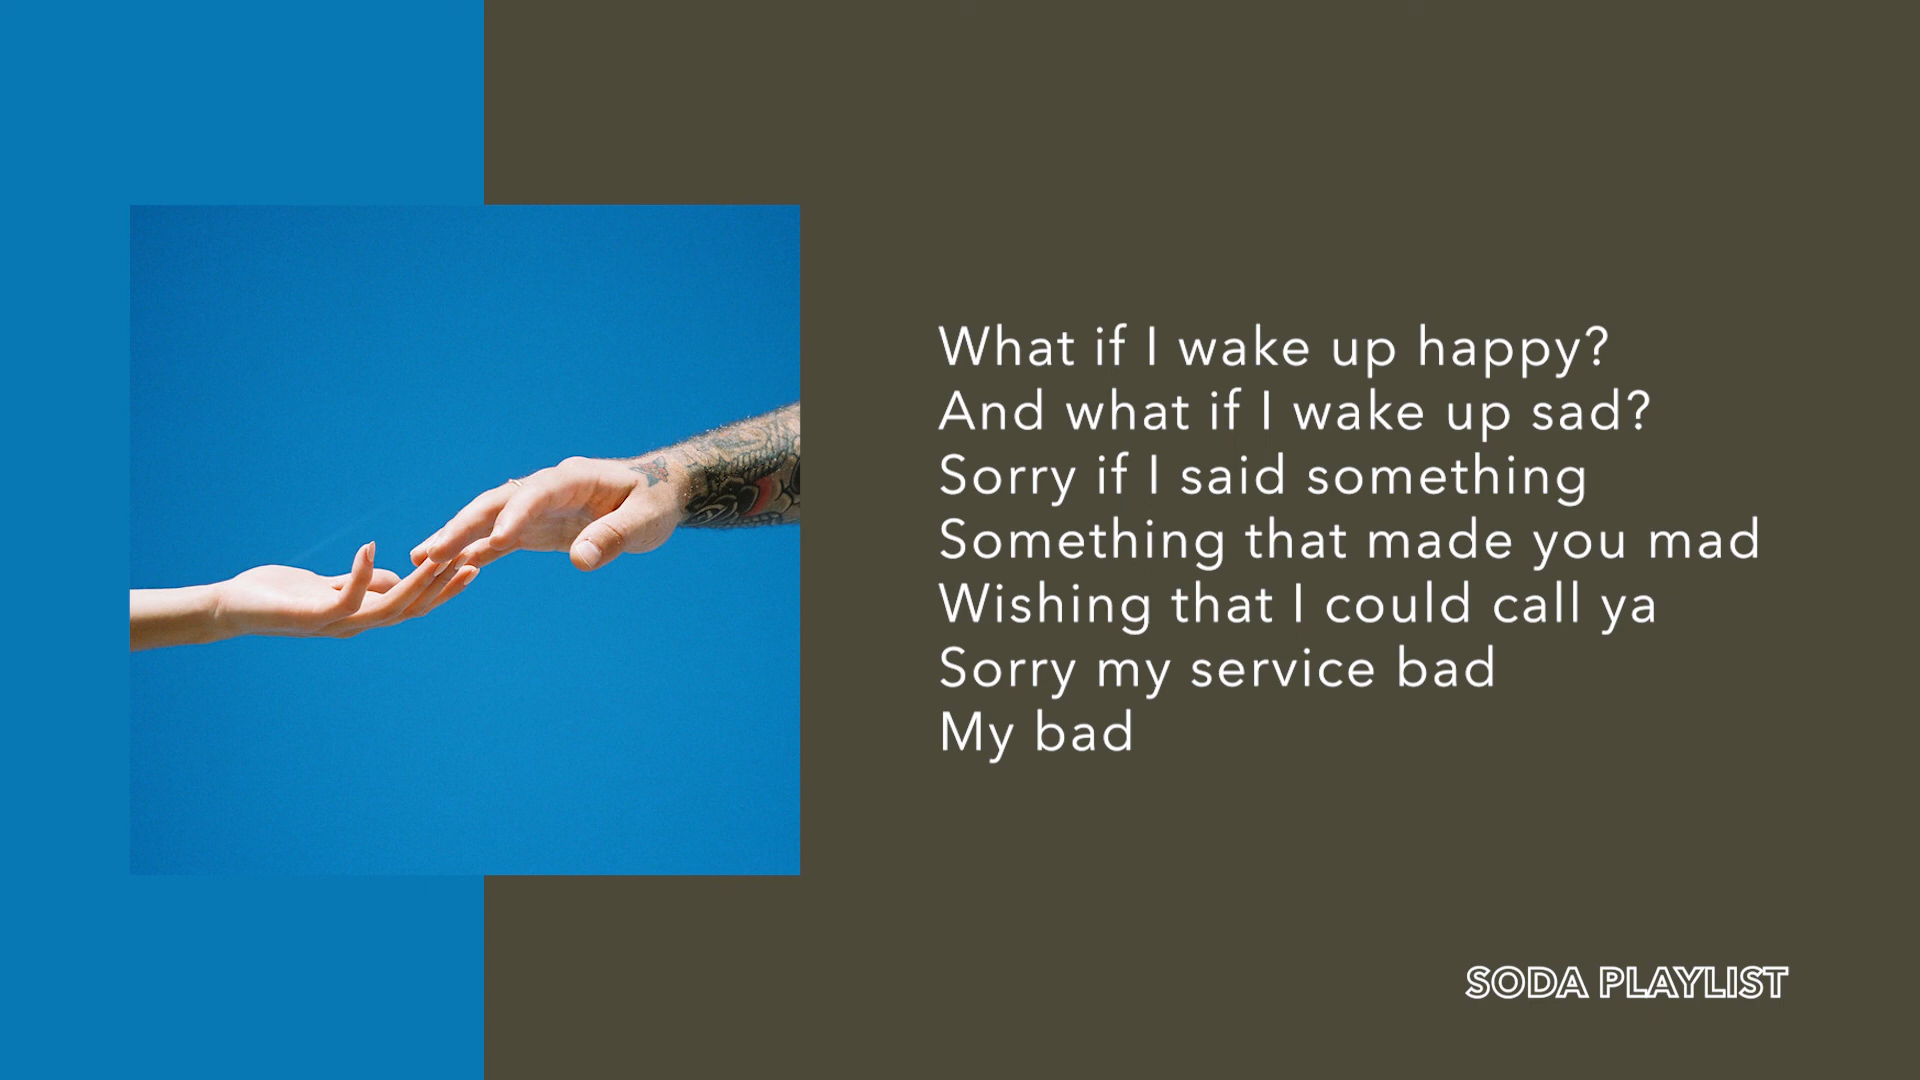 What if I wake up happy?
And what if I wake up sad?
Sorry if I said something
Something that made you mad
Wishing that I could call ya
Sorry my service bad
My bad
SODA PLAYLIST